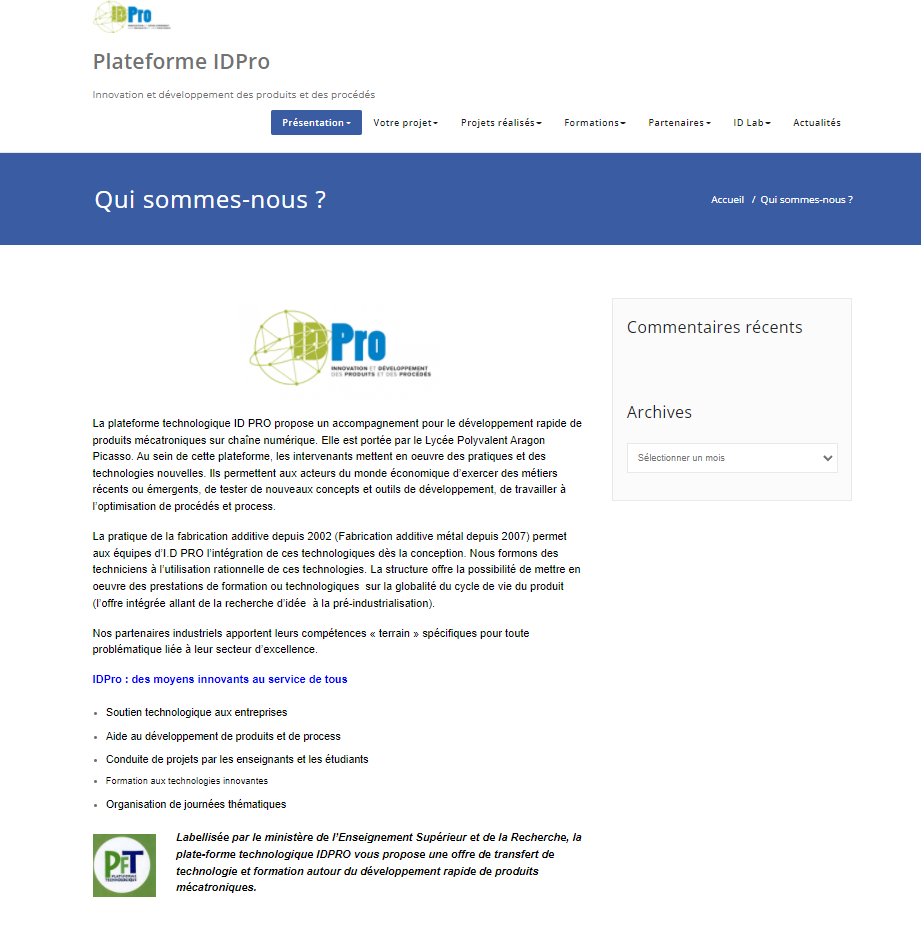 IDPro
Plateforme IDPro
Innovation et développement des produits et des procédés
Présentation
Votre projet
Projets réalisés
Formations
Partenaires
ID Lab
Actualités
Qui sommes-nous ?
Accueil / Qui sommes-nous ?
IDPro
INNOVATION ET DÉVELOPPEMENT
DES PRODUITS ET DES PROCÉDÉS
La plateforme technologique ID PRO propose un accompagnement pour le développement rapide de
produits mécatroniques sur chaîne numérique. Elle est portée par le Lycée Polyvalent Aragon
Picasso. Au sein de cette plateforme, les intervenants mettent en oeuvre des pratiques et des
technologies nouvelles. Ils permettent aux acteurs du monde économique d'exercer des métiers
récents ou émergents, de tester de nouveaux concepts et outils de développement, de travailler à
l'optimisation de procédés et process.
La pratique de la fabrication additive depuis 2002 (Fabrication additive métal depuis 2007) permet
aux équipes d'I.D PRO l'intégration de ces technologiques dès la conception. Nous formons des
techniciens à l'utilisation rationnelle de ces technologies. La structure offre la possibilité de mettre en
oeuvre des prestations de formation ou technologiques  sur la globalité du cycle de vie du produit
(l'offre intégrée allant de la recherche d'idée  à la pré-industrialisation).
Nos partenaires industriels apportent leurs compétences « terrain » spécifiques pour toute
problématique liée à leur secteur d'excellence.
IDPro : des moyens innovants au service de tous
Soutien technologique aux entreprises
Aide au développement de produits et de process
Conduite de projets par les enseignants et les étudiants
Formation aux technologies innovantes
Organisation de journées thématiques
PFT
PLATEFORME
TECHNOLOGIQUE
Labellisée par le ministère de l'Enseignement Supérieur et de la Recherche, la
plate-forme technologique IDPRO vous propose une offre de transfert de
technologie et formation autour du développement rapide de produits
mécatroniques.
Commentaires récents
Archives
Sélectionner un mois